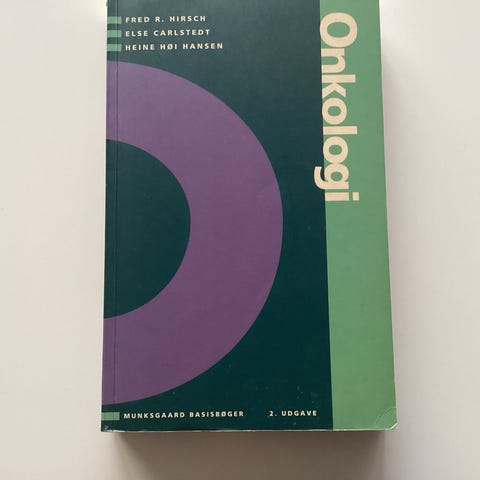 FRED R. HIRSCH
ELSE CARLSTEDT
HEINE HØI HANSEN
Onkologi
MUNKSGAARD BASISBØGER 2. UDGAVE